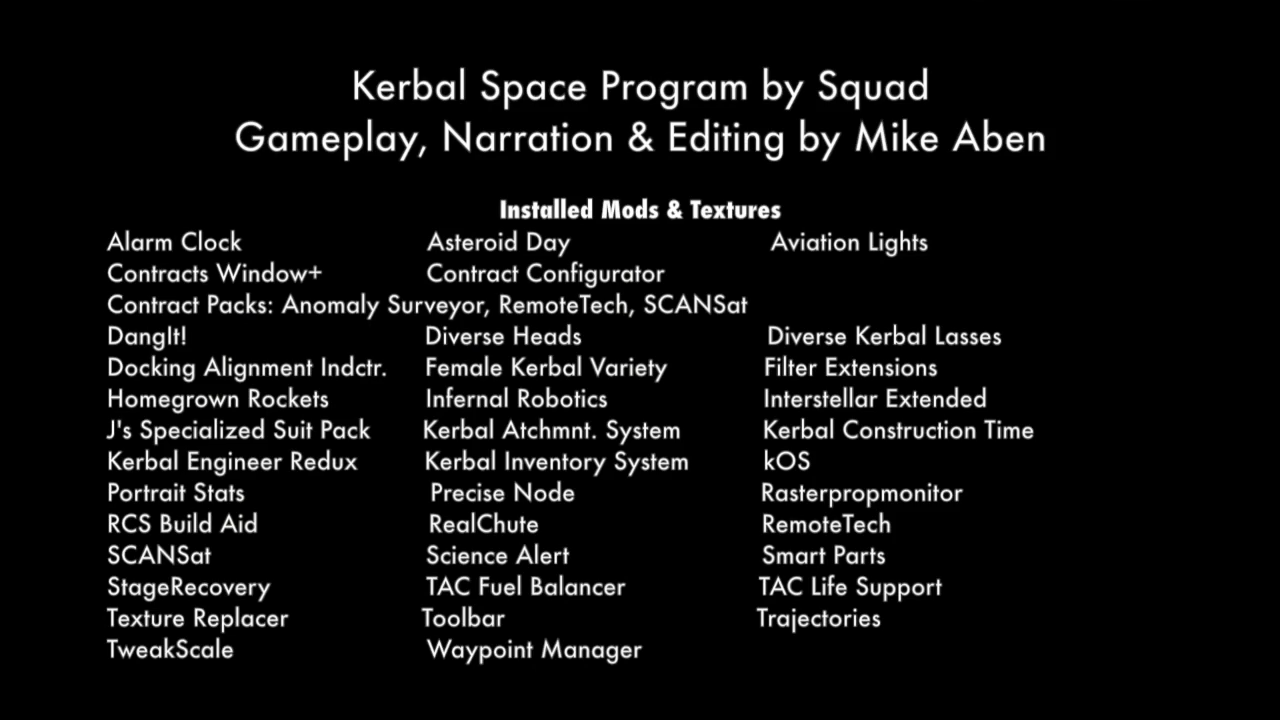 Kerbal Space Program by Squad
Gameplay, Narration & Editing by Mike Aben
Installed Mods & Textures
Alarm Clock Asteroid Day Aviation Lights
Contracts Window+ Contract Configurator
Contract Packs: Anomaly Surveyor, RemoteTech, SCANSat
DangIt! Diverse Heads Diverse Kerbal Lasses
Docking Alignment Indctr. Female Kerbal Variety Filter Extensions
Homegrown Rockets Infernal Robotics Interstellar Extended
J's Specialized Suit Pack Kerbal Atchmnt. System Kerbal Construction Time
Kerbal Engineer Redux Kerbal Inventory System kOS
Portrait Stats Precise Node Rasterpropmonitor
RCS Build Aid RealChute RemoteTech
SCANSat Science Alert Smart Parts
StageRecovery TAC Fuel Balancer TAC Life Support
Texture Replacer Toolbar Trajectories
TweakScale Waypoint Manager